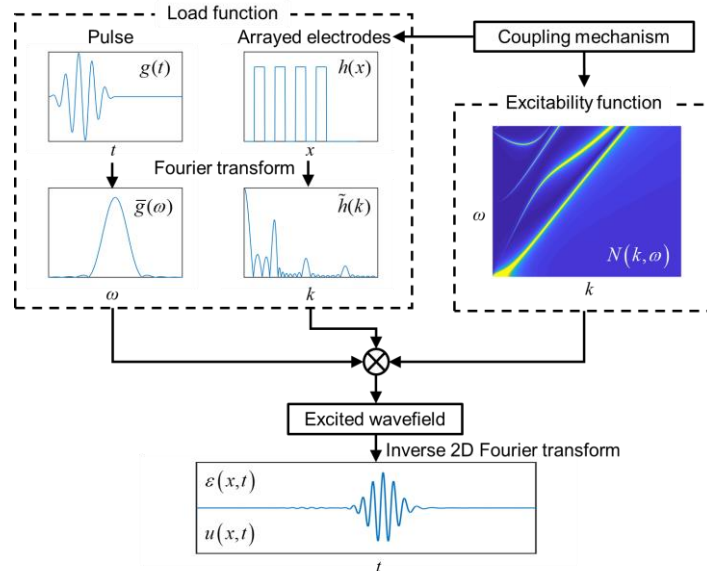 Load function
Pulse
Arrayed electrodes
Coupling mechanism
g(t)
h(x)
t
x
Fourier transform
g̅(ω)
h̃(k)
ω
k
Excitability function
ω
N(k,ω)
k
Excited wavefield
Inverse 2D Fourier transform
ε(x,t)
u(x,t)
t